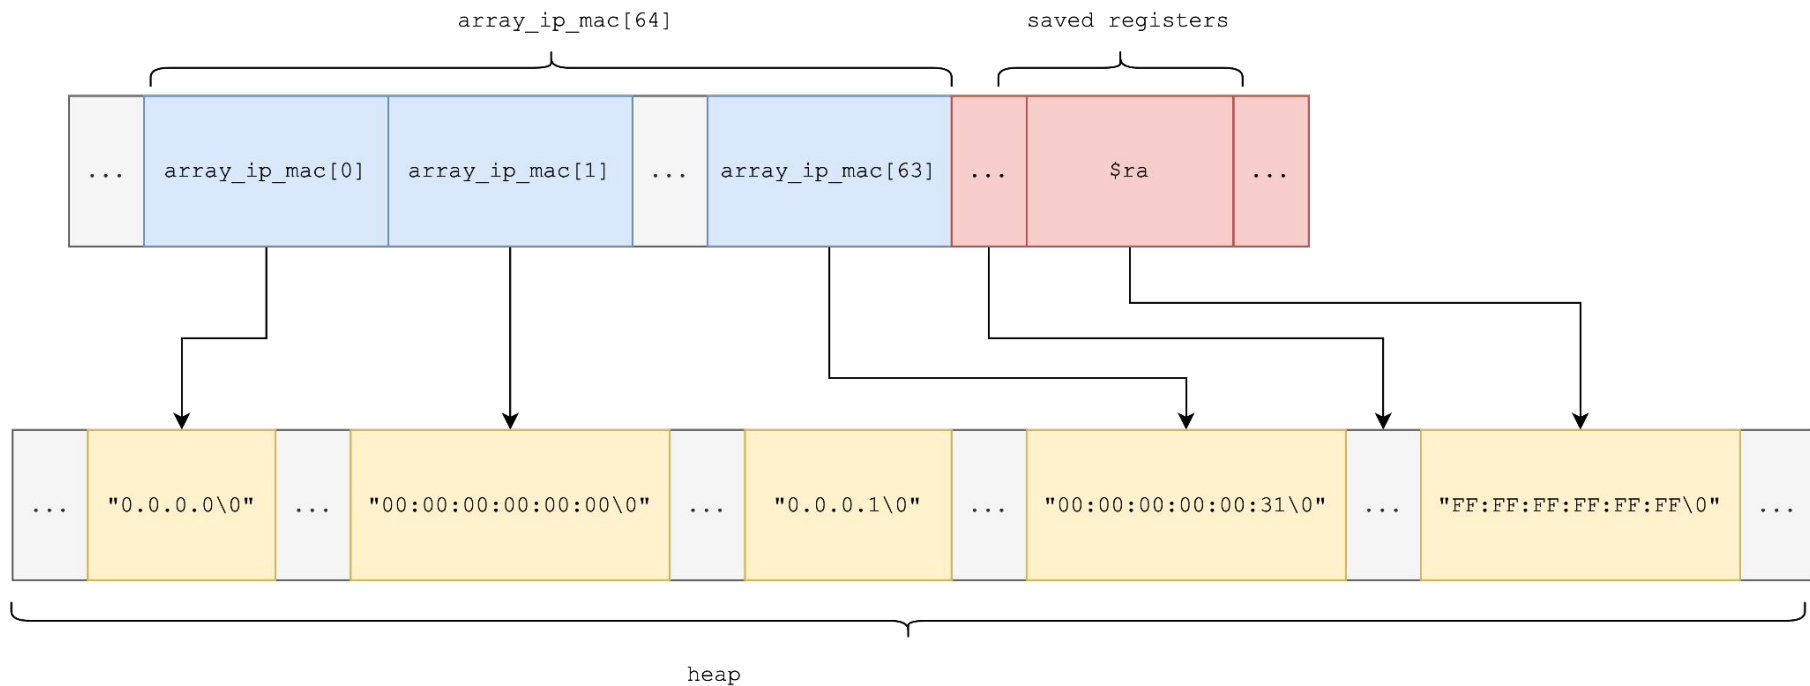 array_ip_mac[64] saved registers
... array_ip_mac[0] array_ip_mac[1] ... array_ip_mac[63] ... $ra ...
... "0.0.0.0\0" ... "00:00:00:00:00:00\0" ... "0.0.0.1\0" ... "00:00:00:00:00:31\0" ... "FF:FF:FF:FF:FF:FF\0" ...
heap